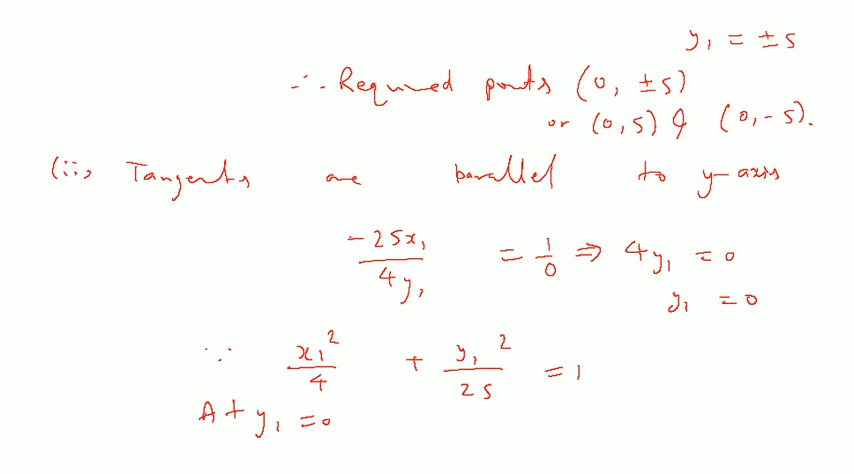 y₁ = ±5
∴ Required points (0, ±5)
or (0,5) & (0,-5).
(ii) Tangents are parallel to y-axis
-25x₁/4y₁ = 1/0 ⇒ 4y₁ = 0
y₁ = 0
∵ x₁²/4 + y₁²/25 = 1
At y₁ = 0